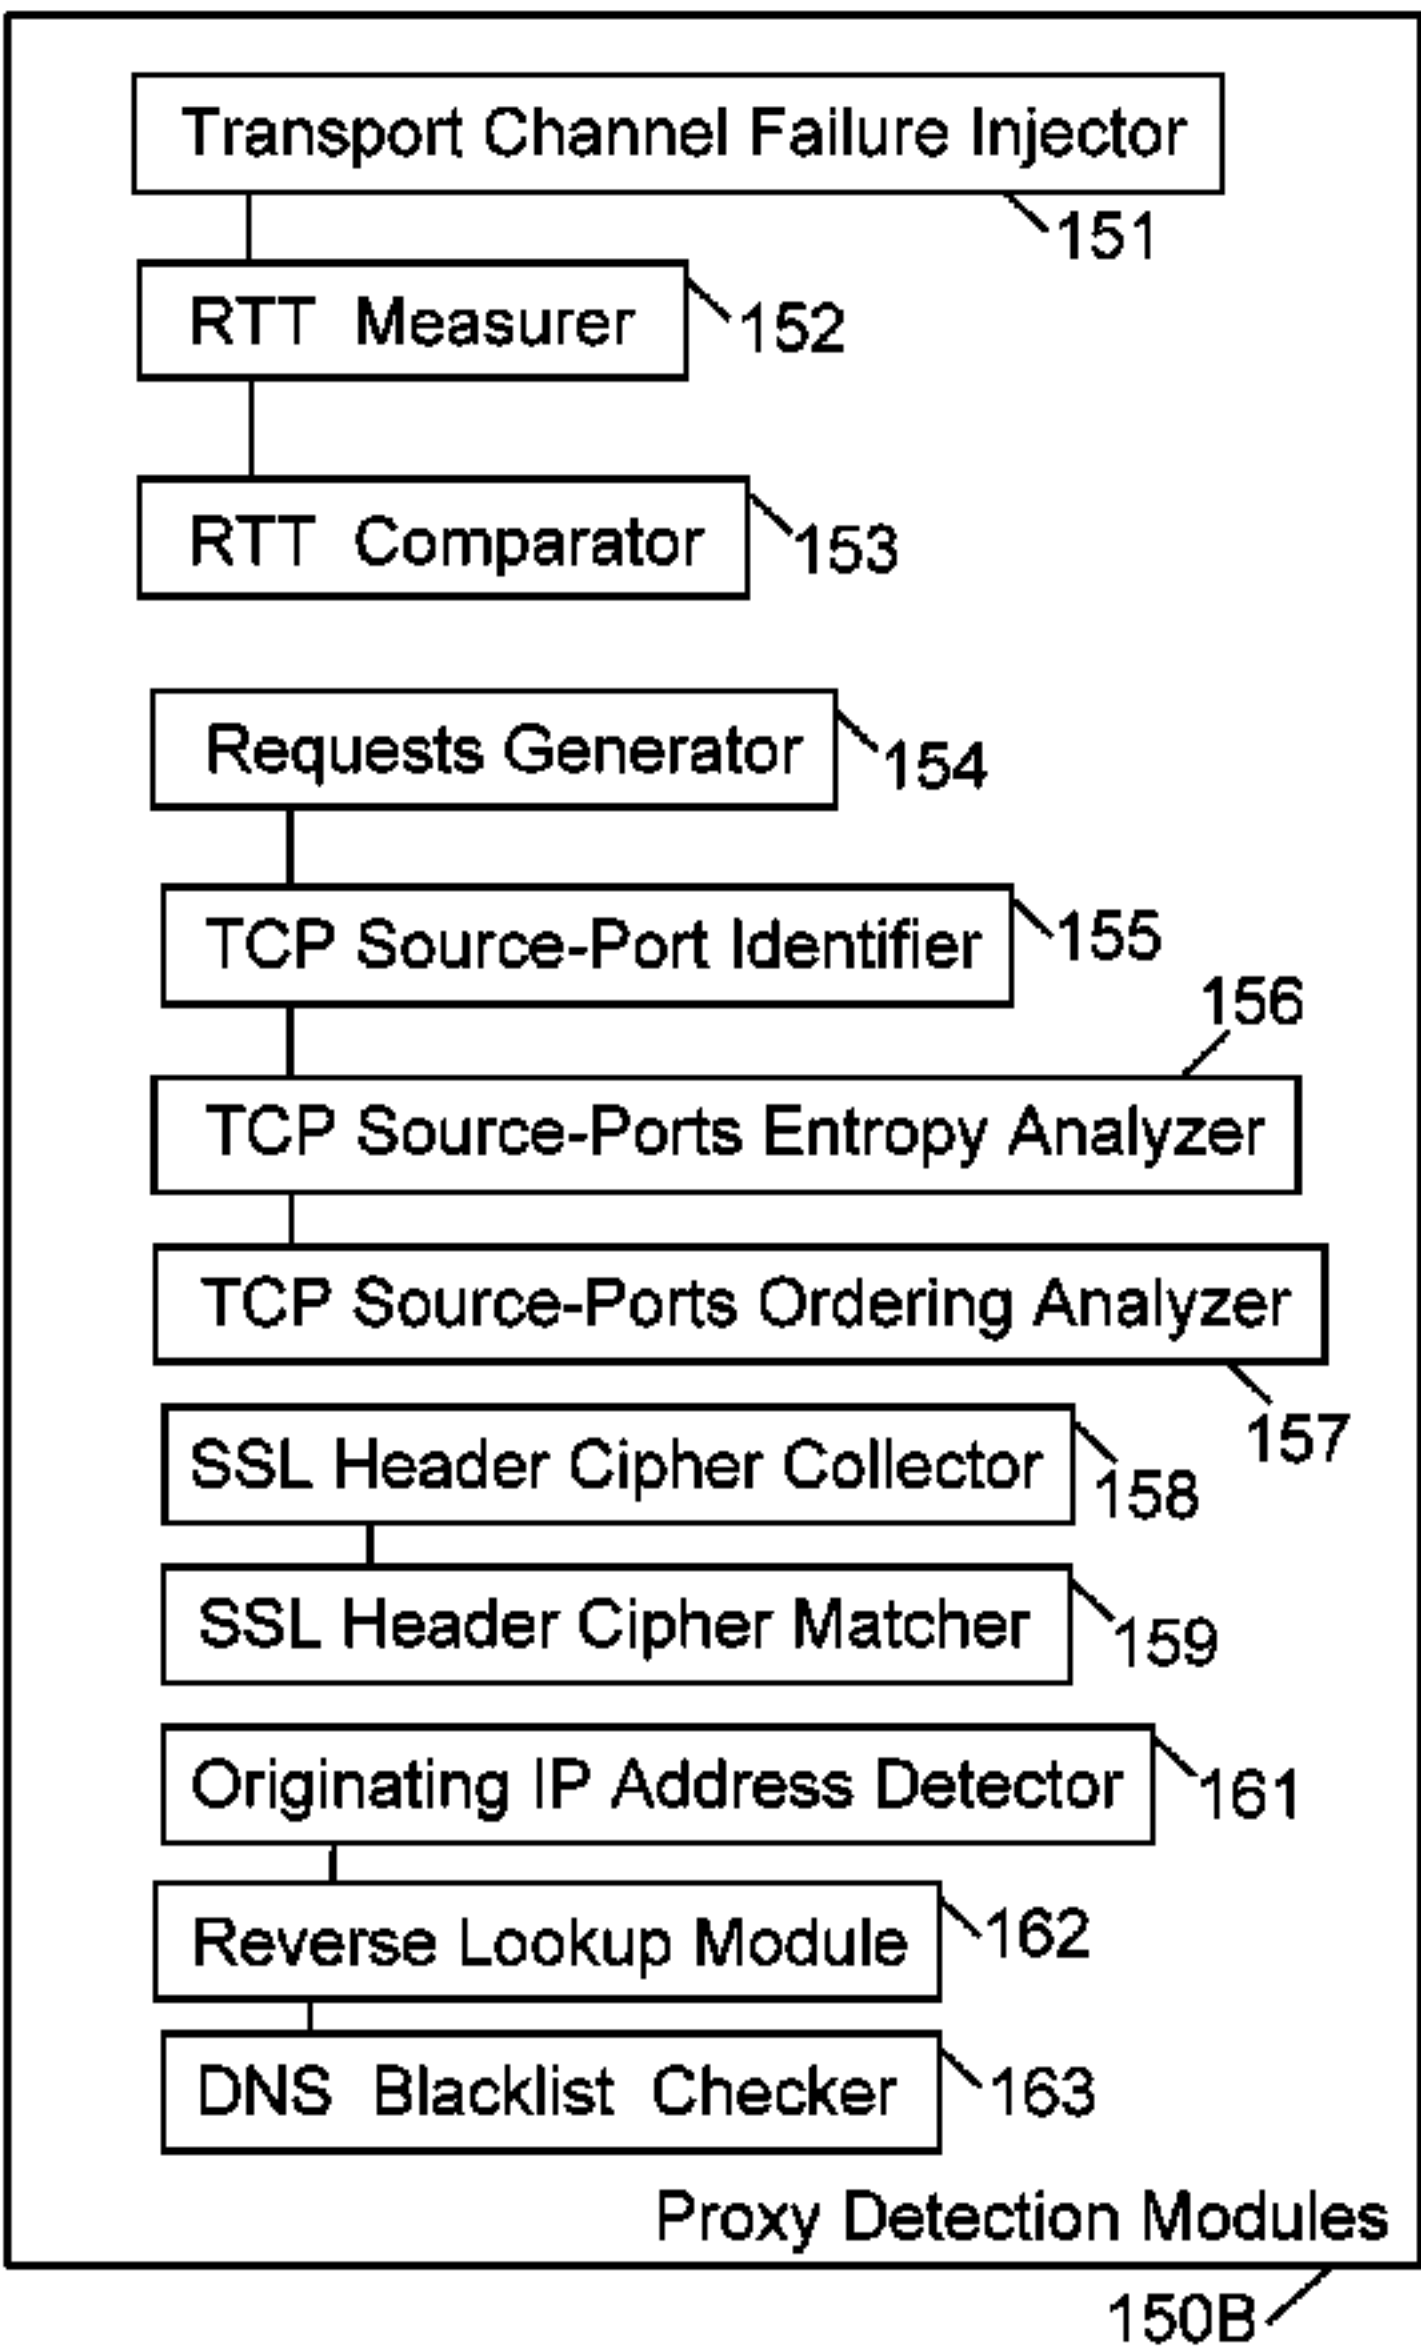 Transport Channel Failure Injector
151
RTT Measurer
152
RTT Comparator
153
Requests Generator
154
TCP Source-Port Identifier
155
156
TCP Source-Ports Entropy Analyzer
TCP Source-Ports Ordering Analyzer
157
SSL Header Cipher Collector
158
SSL Header Cipher Matcher
159
Originating IP Address Detector
161
Reverse Lookup Module
162
DNS Blacklist Checker
163
Proxy Detection Modules
150B